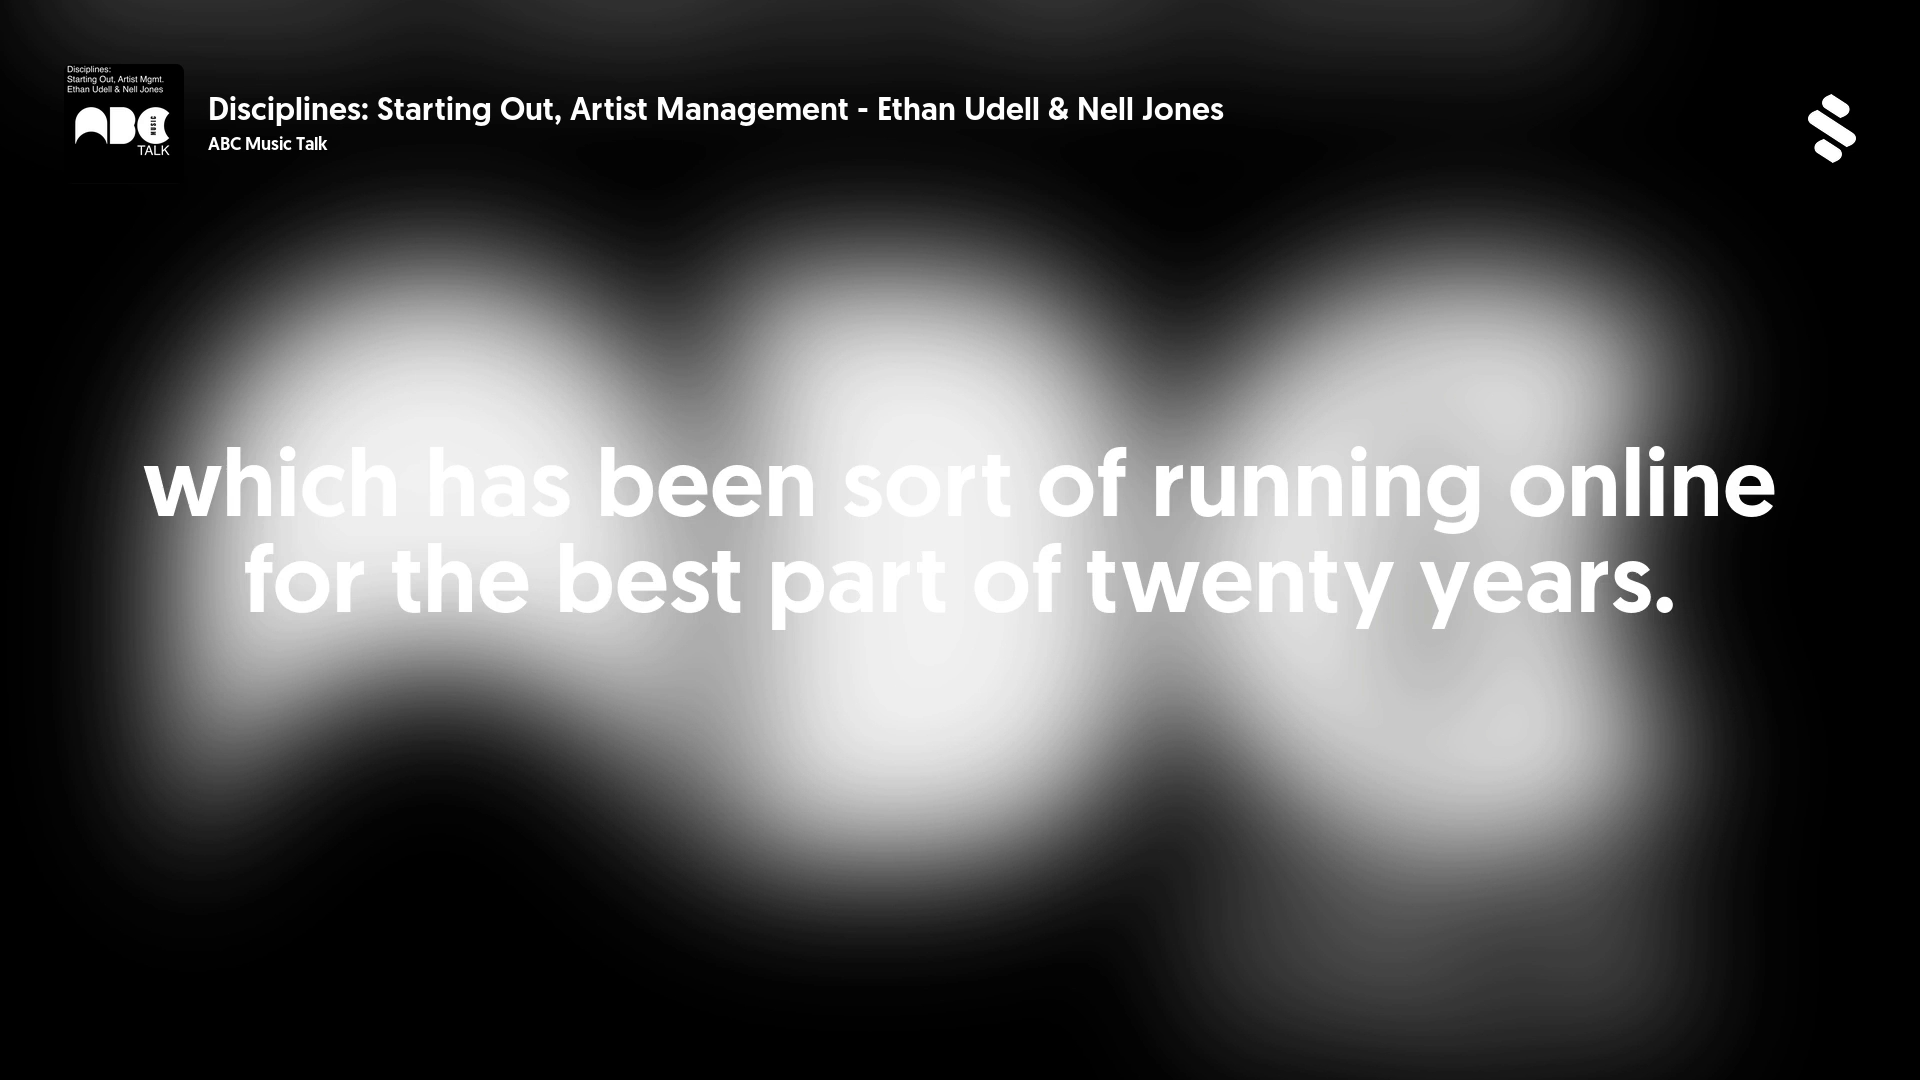 Disciplines:
Starting Out, Artist Mgmt.
Ethan Udell & Nell Jones
ABC
MUSIC
TALK
Disciplines: Starting Out, Artist Management - Ethan Udell & Nell Jones
ABC Music Talk
which has been sort of running online
for the best part of twenty years.